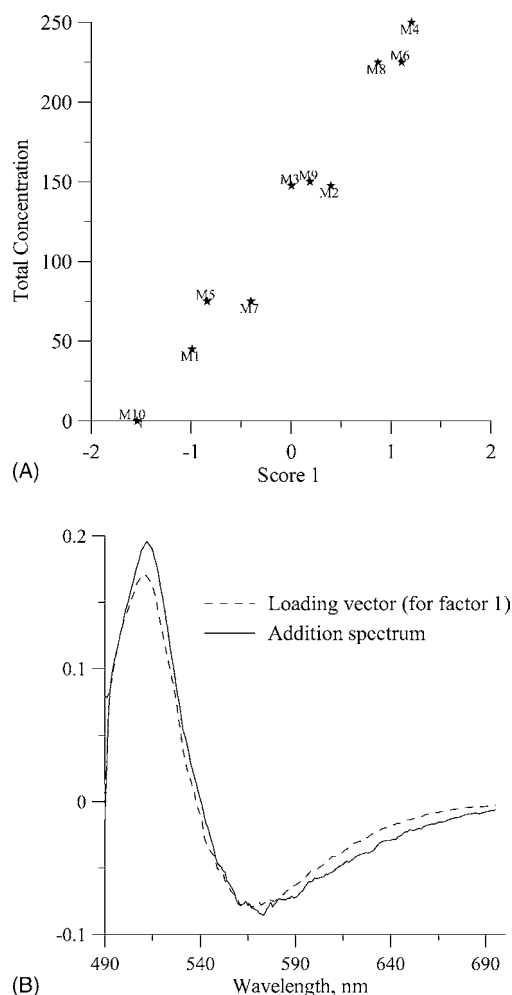 250
M4
M6
M8
200
Total Concentration
150
M3
M9
M2
100
M5
M7
50
M1
M10
0
-2
-1
0
1
2
Score 1
(A)
0.2
Loading vector (for factor 1)
Addition spectrum
0.1
0
-0.1
490
540
590
640
690
Wavelength, nm
(B)